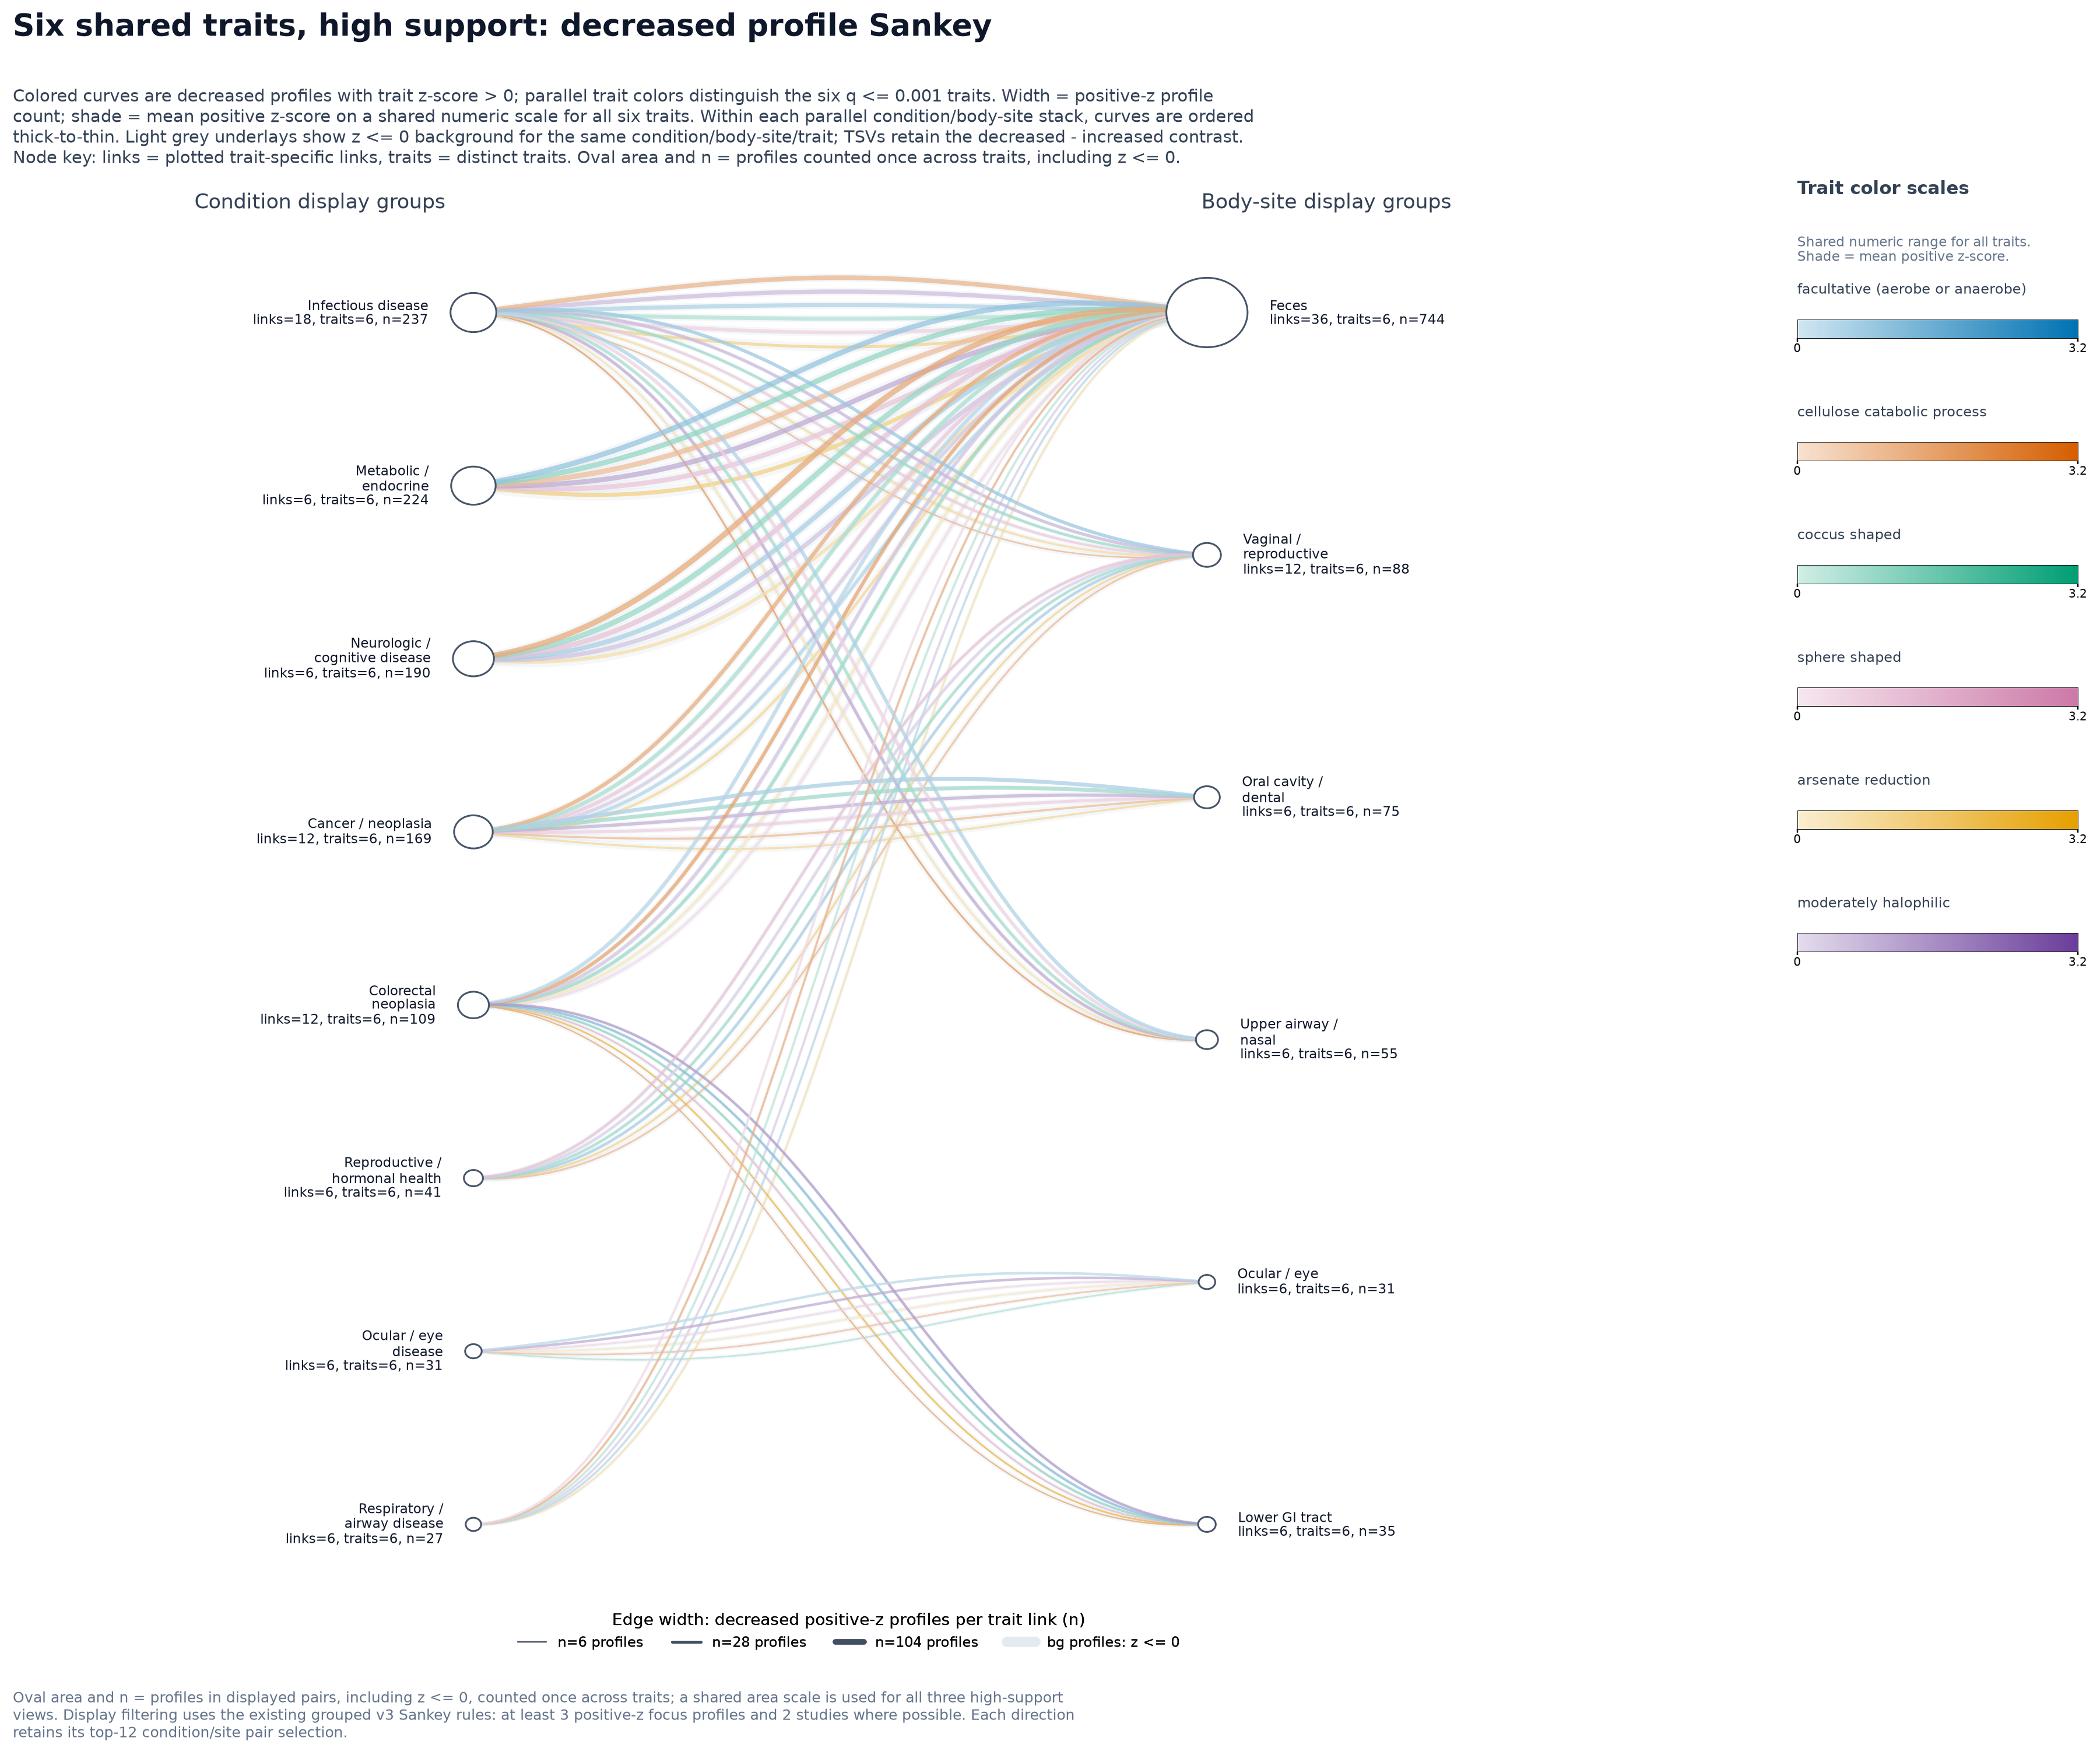 Six shared traits, high support: decreased profile Sankey
Colored curves are decreased profiles with trait z-score > 0; parallel trait colors distinguish the six q <= 0.001 traits. Width = positive-z profile
count; shade = mean positive z-score on a shared numeric scale for all six traits. Within each parallel condition/body-site stack, curves are ordered
thick-to-thin. Light grey underlays show z <= 0 background for the same condition/body-site/trait; TSVs retain the decreased - increased contrast.
Node key: links = plotted trait-specific links, traits = distinct traits. Oval area and n = profiles counted once across traits, including z <= 0.
Condition display groups
Infectious disease
links=18, traits=6, n=237
Metabolic /
endocrine
links=6, traits=6, n=224
Neurologic /
cognitive disease
links=6, traits=6, n=190
Cancer / neoplasia
links=12, traits=6, n=169
Colorectal
neoplasia
links=12, traits=6, n=109
Reproductive /
hormonal health
links=6, traits=6, n=41
Ocular / eye
disease
links=6, traits=6, n=31
Respiratory /
airway disease
links=6, traits=6, n=27
Body-site display groups
Feces
links=36, traits=6, n=744
Vaginal /
reproductive
links=12, traits=6, n=88
Oral cavity /
dental
links=6, traits=6, n=75
Upper airway /
nasal
links=6, traits=6, n=55
Ocular / eye
links=6, traits=6, n=31
Lower GI tract
links=6, traits=6, n=35
Trait color scales
Shared numeric range for all traits.
Shade = mean positive z-score.
facultative (aerobe or anaerobe)
0 3.2
cellulose catabolic process
0 3.2
coccus shaped
0 3.2
sphere shaped
0 3.2
arsenate reduction
0 3.2
moderately halophilic
0 3.2
Edge width: decreased positive-z profiles per trait link (n)
n=6 profiles n=28 profiles n=104 profiles bg profiles: z <= 0
Oval area and n = profiles in displayed pairs, including z <= 0, counted once across traits; a shared area scale is used for all three high-support
views. Display filtering uses the existing grouped v3 Sankey rules: at least 3 positive-z focus profiles and 2 studies where possible. Each direction
retains its top-12 condition/site pair selection.